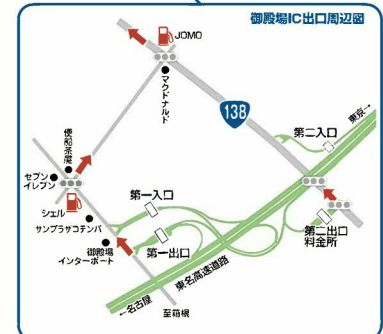 御殿場IC出口周辺図
JOMO
マクドナルド
138
東京→
第二入口
便船茶屋
セブン
イレブン
シェル
サンプラザゴテンバ
御殿場
インターポート
第一入口
第一出口
第二出口
料金所
東名高速道路
←名古屋
至箱根